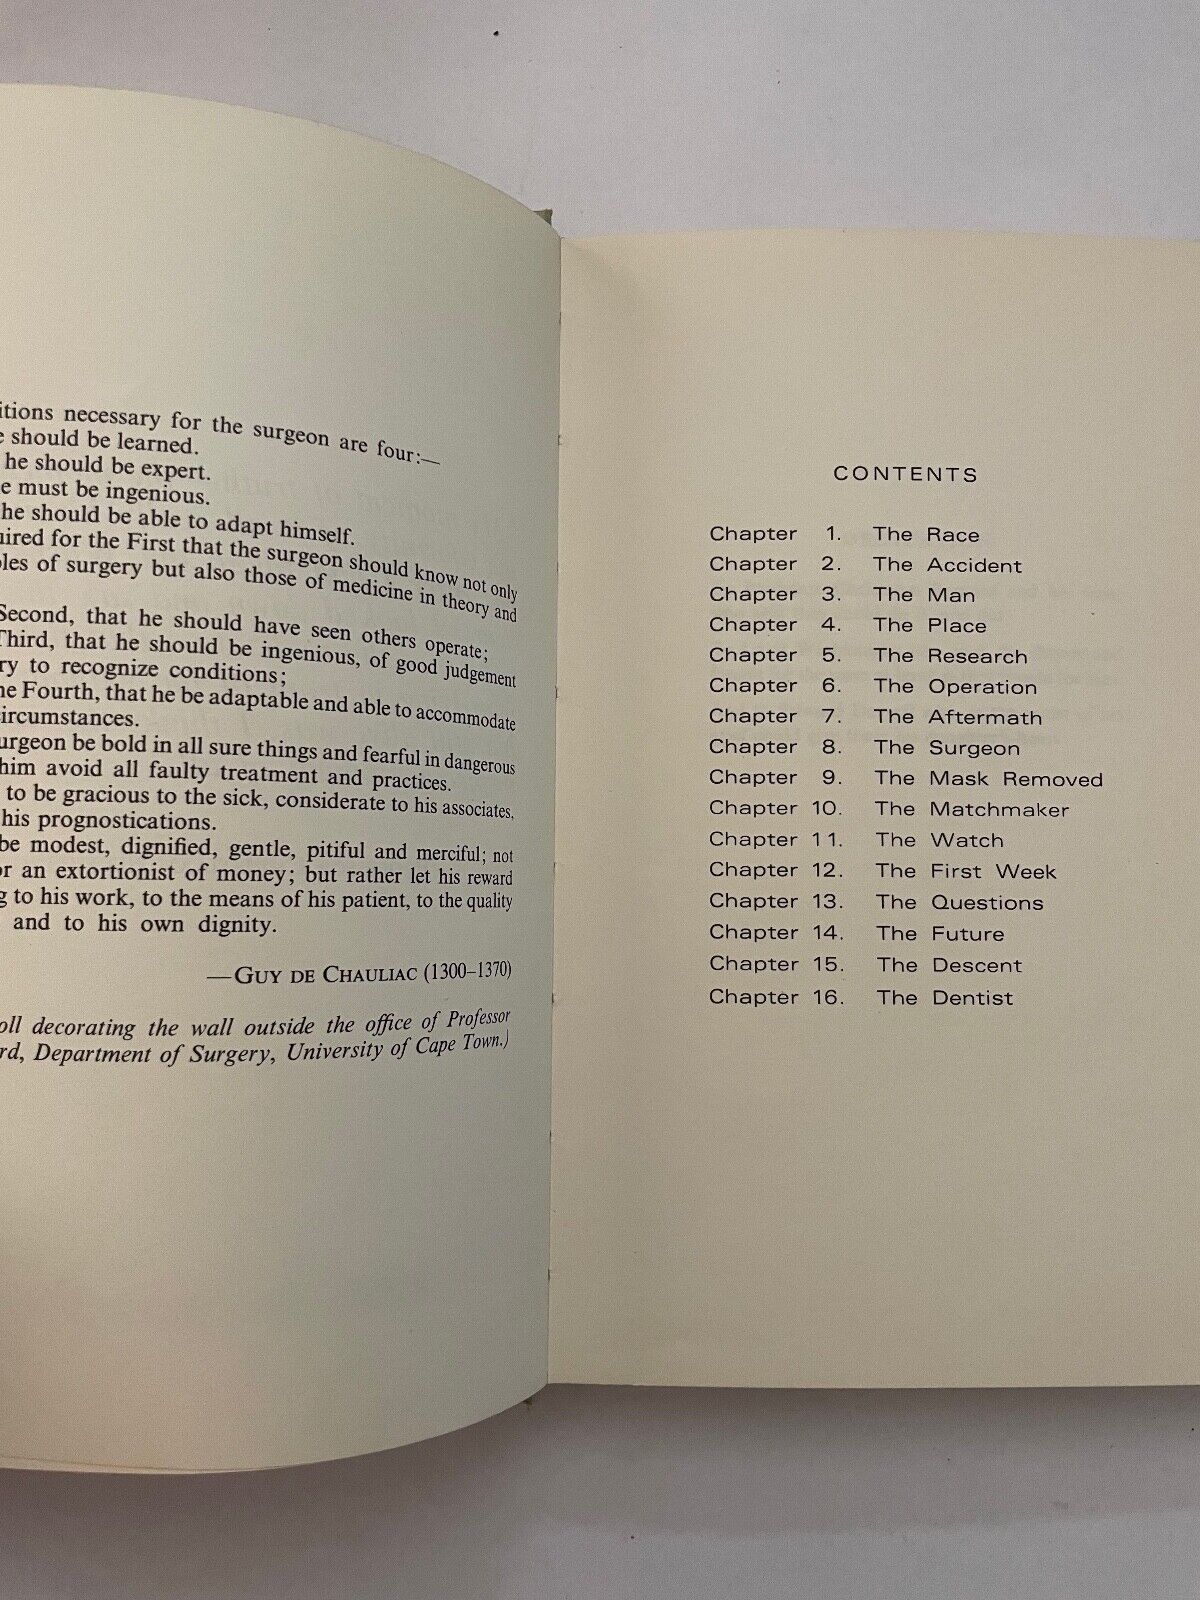 necessary for the surgeon are four:—
should be learned.
he should be expert.
must be ingenious.
he should be able to adapt himself.
for the First that the surgeon should know not only
of surgery but also those of medicine in theory and
Second, that he should have seen others operate;
Third, that he should be ingenious, of good judgement
to recognize conditions;
Fourth, that he be adaptable and able to accommodate
circumstances.
surgeon be bold in all sure things and fearful in dangerous
him avoid all faulty treatment and practices.
to be gracious to the sick, considerate to his associates,
his prognostications.
be modest, dignified, gentle, pitiful and merciful; not
or an extortionist of money; but rather let his reward
to his work, to the means of his patient, to the quality
and to his own dignity.
—GUY DE CHAULIAC (1300–1370)
decorating the wall outside the office of Professor
Department of Surgery, University of Cape Town.)
CONTENTS
Chapter 1. The Race
Chapter 2. The Accident
Chapter 3. The Man
Chapter 4. The Place
Chapter 5. The Research
Chapter 6. The Operation
Chapter 7. The Aftermath
Chapter 8. The Surgeon
Chapter 9. The Mask Removed
Chapter 10. The Matchmaker
Chapter 11. The Watch
Chapter 12. The First Week
Chapter 13. The Questions
Chapter 14. The Future
Chapter 15. The Descent
Chapter 16. The Dentist